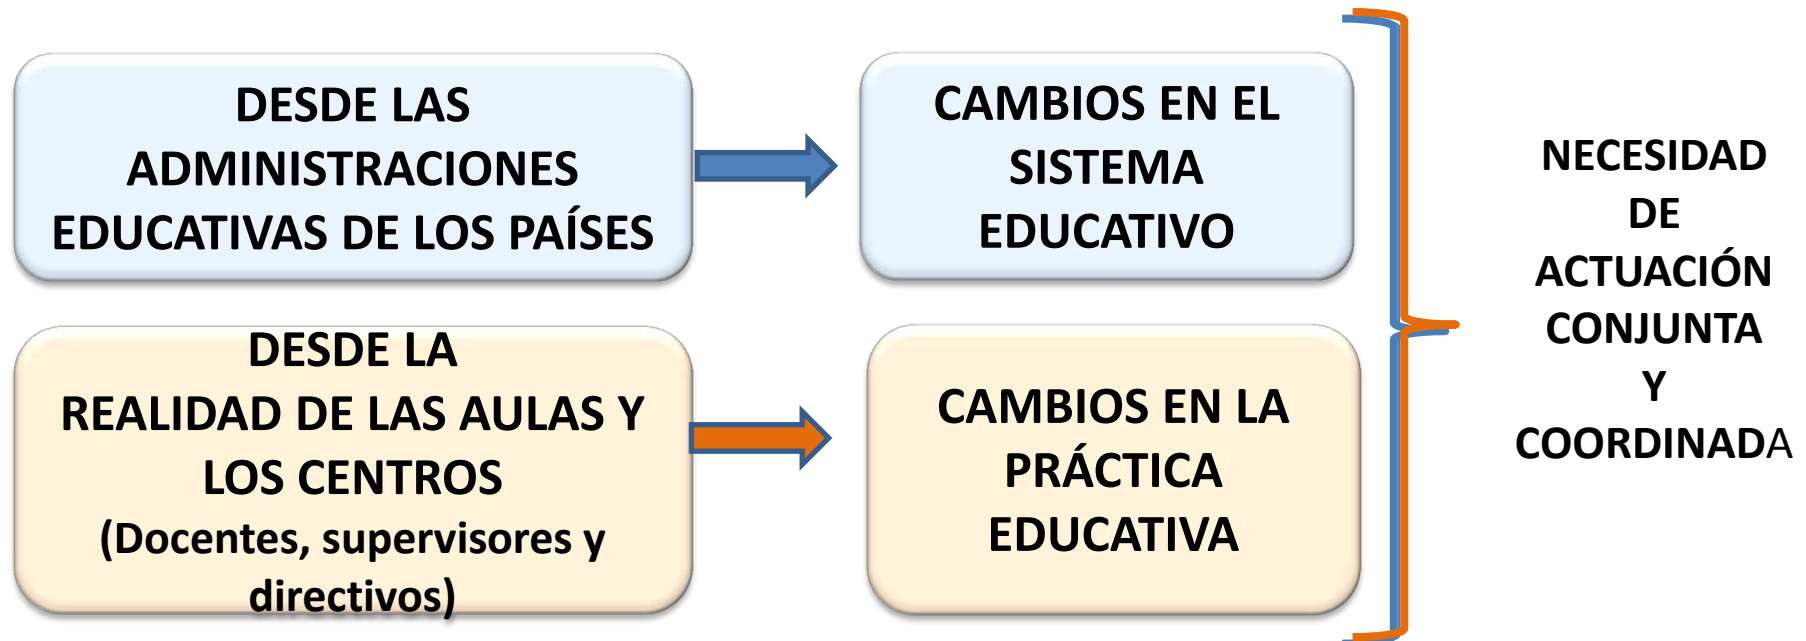 DESDE LAS
ADMINISTRACIONES
EDUCATIVAS DE LOS PAÍSES
CAMBIOS EN EL
SISTEMA
EDUCATIVO
DESDE LA
REALIDAD DE LAS AULAS Y
LOS CENTROS
(Docentes, supervisores y
directivos)
CAMBIOS EN LA
PRÁCTICA
EDUCATIVA
NECESIDAD
DE
ACTUACIÓN
CONJUNTA
Y
COORDINADA